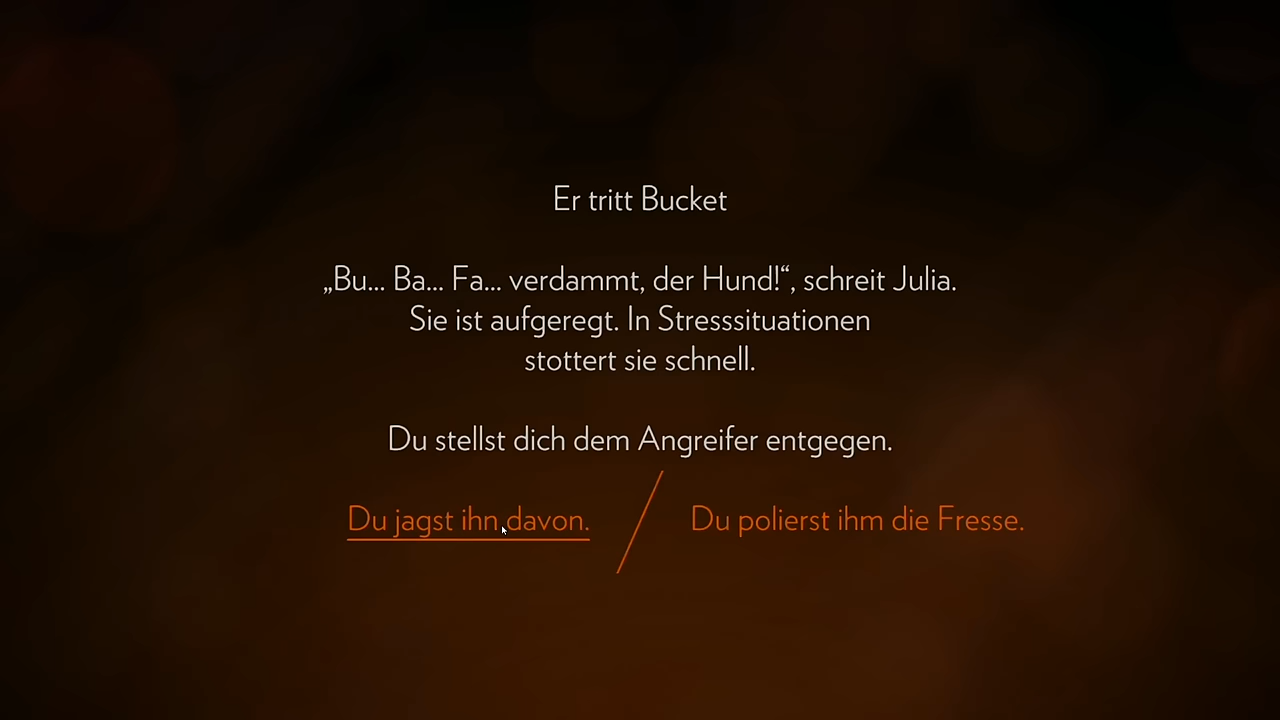 Er tritt Bucket
„Bu... Ba... Fa... verdammt, der Hund!“, schreit Julia.
Sie ist aufgeregt. In Stresssituationen
stottert sie schnell.
Du stellst dich dem Angreifer entgegen.
Du jagst ihn davon. / Du polierst ihm die Fresse.